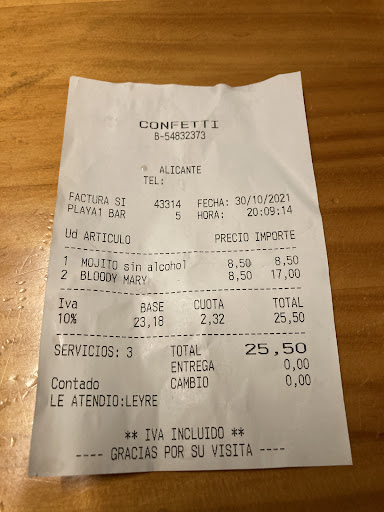 CONFETTI
B-54832373
ALICANTE
TEL:
FACTURA SI 43314 FECHA: 30/10/2021
PLAYA1 BAR 5 HORA: 20:09:14
Ud ARTICULO PRECIO IMPORTE
1 MOJITO sin alcohol 8,50 8,50
2 BLOODY MARY 8,50 17,00
Iva BASE CUOTA TOTAL
10% 23,18 2,32 25,50
SERVICIOS: 3 TOTAL 25,50
ENTREGA 0,00
Contado CAMBIO 0,00
LE ATENDIO:LEYRE
** IVA INCLUIDO **
---- GRACIAS POR SU VISITA ----